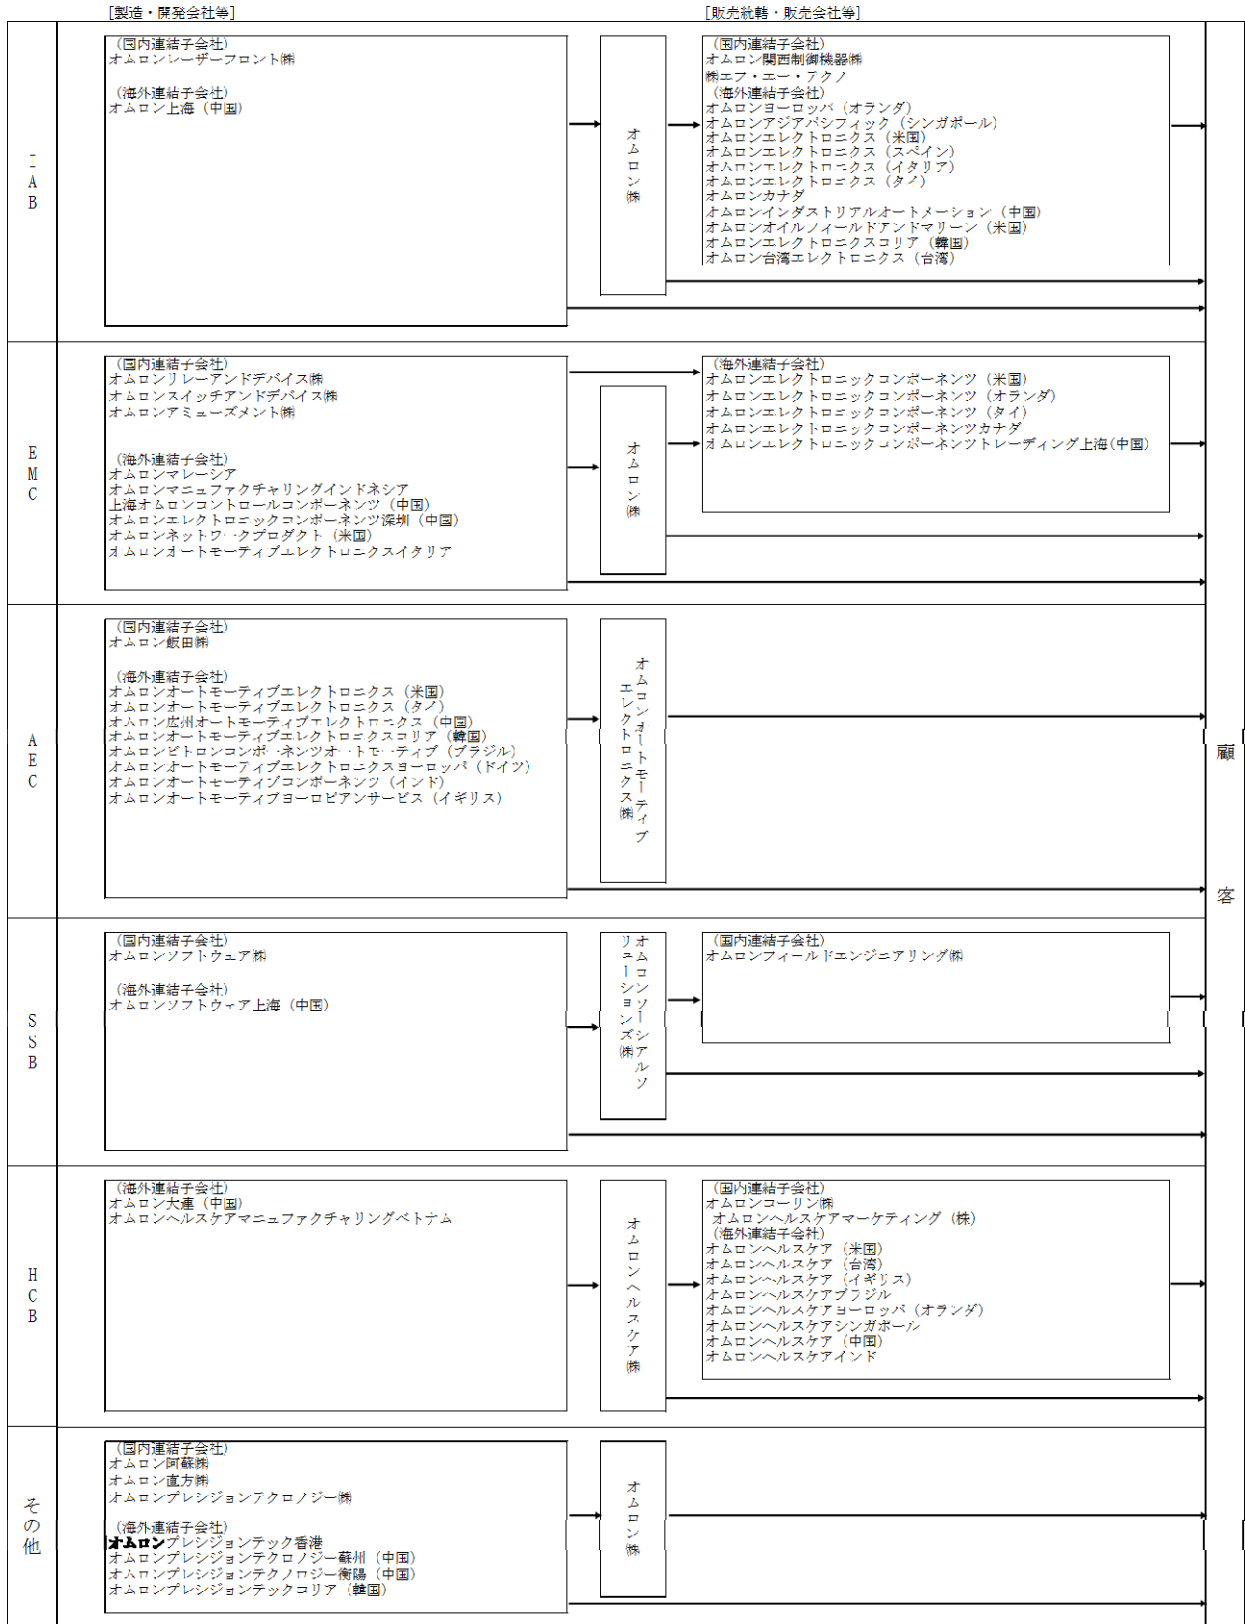 [製造・開発会社等]
[販売統轄・販売会社等]
IAB
(国内連結子会社)
オムロンレーザーフロント㈱
(海外連結子会社)
オムロン上海 (中国)
オムロン㈱
(国内連結子会社)
オムロン関西制御機器㈱
㈱エフ・エー・テクノ
(海外連結子会社)
オムロンヨーロッパ (オランダ)
オムロンアジアパシフィック (シンガポール)
オムロンエレクトロニクス (米国)
オムロンエレクトロニクス (スペイン)
オムロンエレクトロニクス (イタリア)
オムロンエレクトロニクス (タイ)
オムロンカナダ
オムロンインダストリアルオートメーション (中国)
オムロンオイルフィールドアンドマリーン (米国)
オムロンエレクトロニクスコリア (韓国)
オムロン台湾エレクトロニクス (台湾)
EMC
(国内連結子会社)
オムロンリレーアンドデバイス㈱
オムロンスイッチアンドデバイス㈱
オムロンアミューズメント㈱
(海外連結子会社)
オムロンマレーシア
オムロンマニュファクチャリングインドネシア
上海オムロンコントロールコンポーネンツ (中国)
オムロンエレクトロニックコンポーネンツ深圳 (中国)
オムロンネットワークプロダクト (米国)
オムロンオートモーティブエレクトロニクスイタリア
オムロン㈱
(海外連結子会社)
オムロンエレクトロニックコンポーネンツ (米国)
オムロンエレクトロニックコンポーネンツ (オランダ)
オムロンエレクトロニックコンポーネンツ (タイ)
オムロンエレクトロニックコンポーネンツカナダ
オムロンエレクトロニックコンポーネンツトレーディング上海(中国)
AEC
(国内連結子会社)
オムロン飯田㈱
(海外連結子会社)
オムロンオートモーティブエレクトロニクス (米国)
オムロンオートモーティブエレクトロニクス (タイ)
オムロン広州オートモーティブエレクトロニクス (中国)
オムロンオートモーティブエレクトロニクスコリア (韓国)
オムロンビトロンコンポーネンツオートモーティブ (ブラジル)
オムロンオートモーティブエレクトロニクスヨーロッパ (ドイツ)
オムロンオートモーティブコンポーネンツ (インド)
オムロンオートモーティブヨーロピアンサービス (イギリス)
オムロンオートモーティブ
エレクトロニクス㈱
顧客
SSB
(国内連結子会社)
オムロンソフトウェア㈱
(海外連結子会社)
オムロンソフトウェア上海 (中国)
オムロンソーシアルソ
リューションズ㈱
(国内連結子会社)
オムロンフィールドエンジニアリング㈱
HCB
(海外連結子会社)
オムロン大連 (中国)
オムロンヘルスケアマニュファクチャリングベトナム
オムロンヘルスケア㈱
(国内連結子会社)
オムロンコーリン㈱
オムロンヘルスケアマーケティング (株)
(海外連結子会社)
オムロンヘルスケア (米国)
オムロンヘルスケア (台湾)
オムロンヘルスケア (イギリス)
オムロンヘルスケアブラジル
オムロンヘルスケアヨーロッパ (オランダ)
オムロンヘルスケアシンガポール
オムロンヘルスケア (中国)
オムロンヘルスケアインド
その他
(国内連結子会社)
オムロン阿蘇㈱
オムロン直方㈱
オムロンプレシジョンテクロノジー㈱
(海外連結子会社)
オムロンプレシジョンテック香港
オムロンプレシジョンテクロノジー蘇州 (中国)
オムロンプレシジョンテクノロジー衡陽 (中国)
オムロンプレシジョンテックコリア (韓国)
オムロン㈱